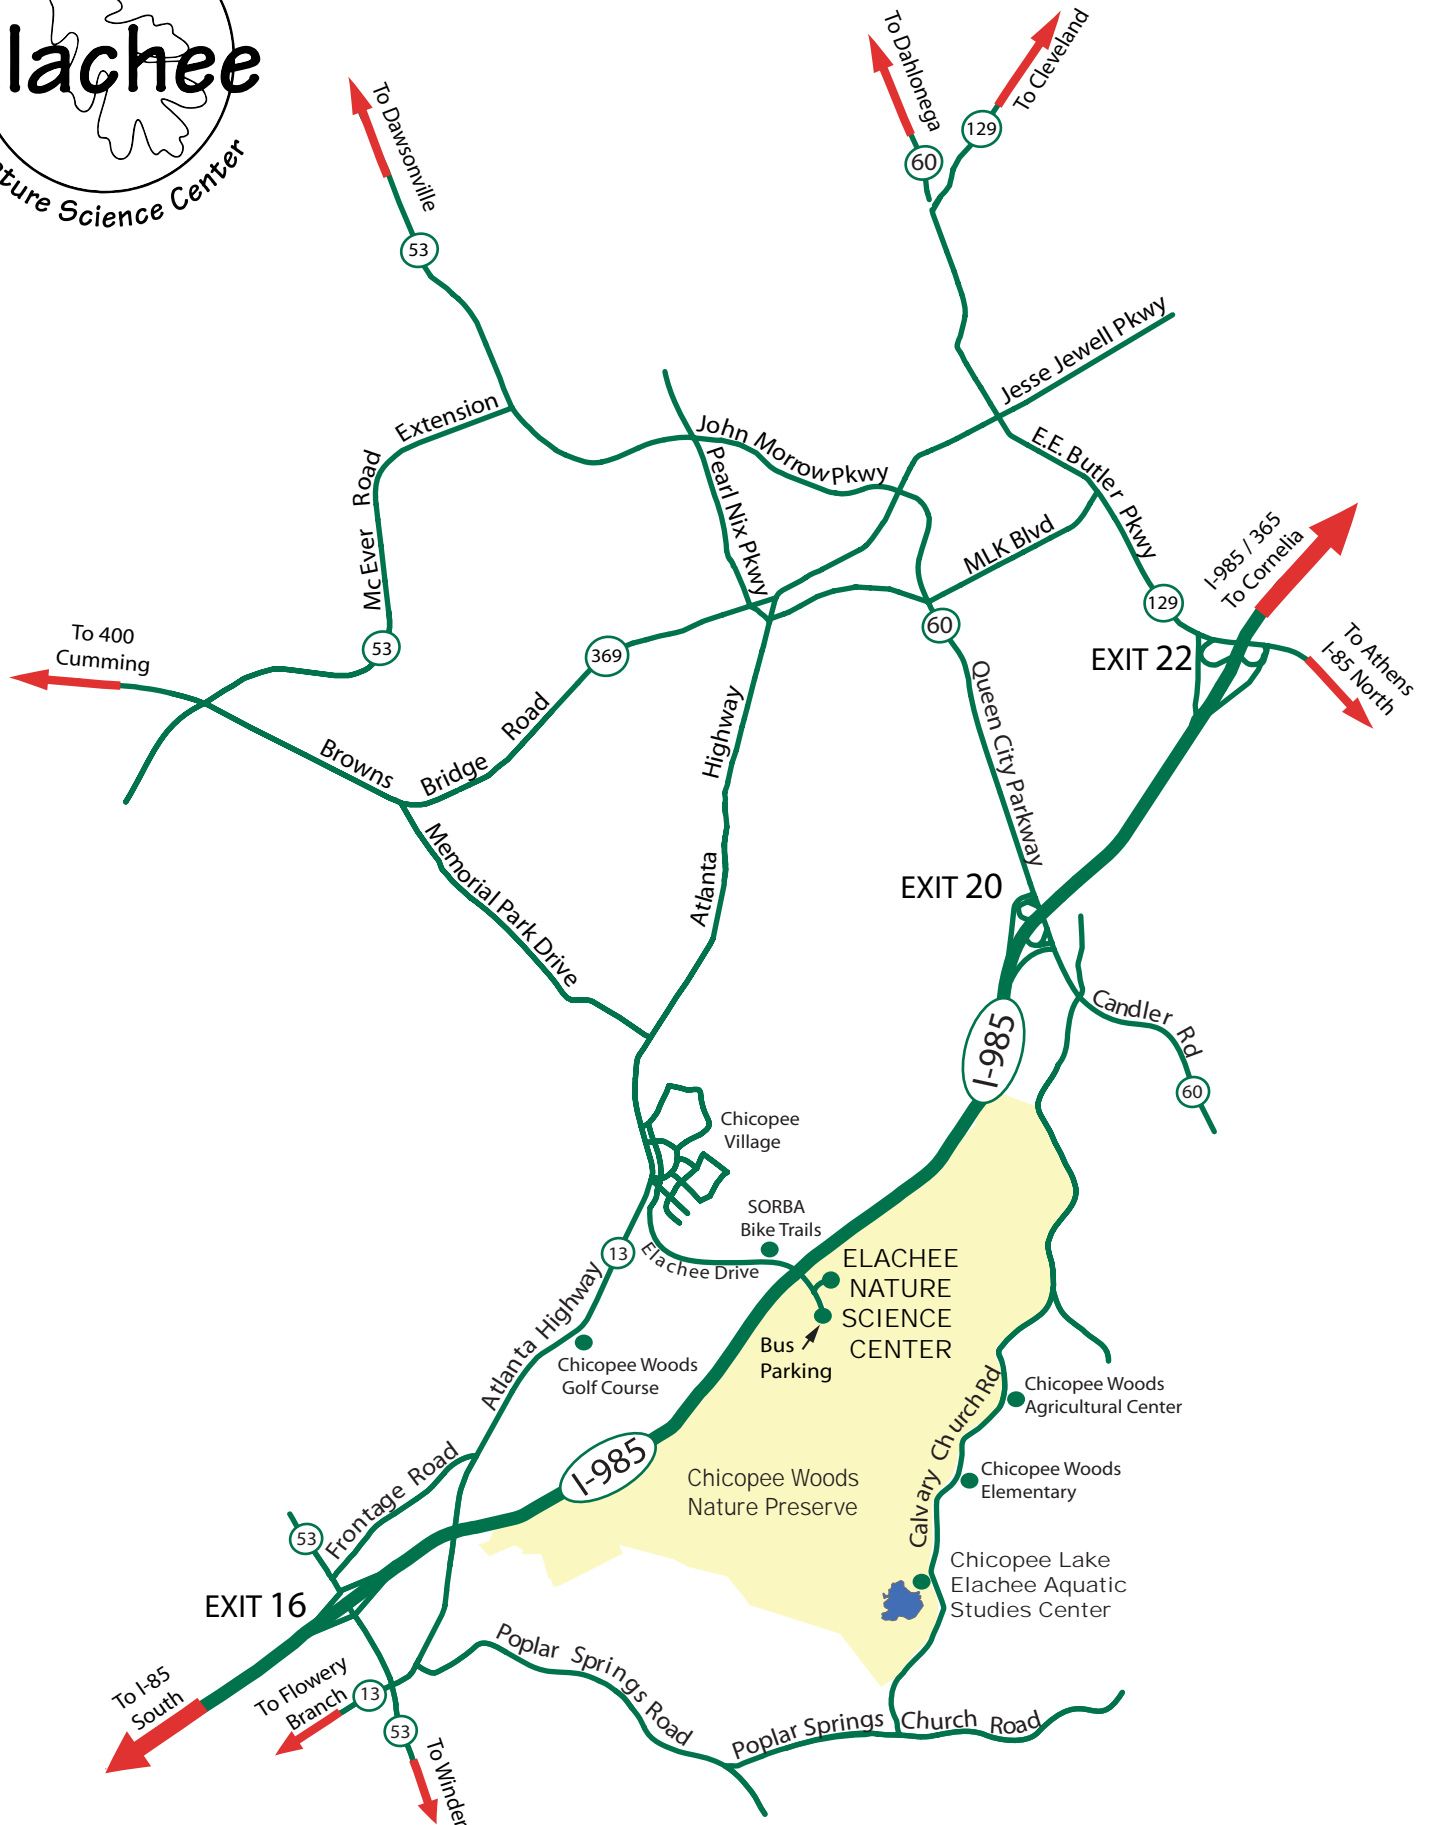 lachee
ture Science Center
To Dawsonville
53
To Dahlonega
60
To Cleveland
129
Jesse Jewell Pkwy
Extension
Road
Mc Ever
John Morrow Pkwy
Pearl Nix Pkwy
E.E. Butler Pkwy
MLK Blvd
I-985 / 365
To Cornelia
129
60
EXIT 22
To Athens
I-85 North
To 400
Cumming
53
369
Browns
Bridge
Road
Highway
Atlanta
Queen City Parkway
Memorial Park Drive
EXIT 20
Candler Rd
I-985
60
Chicopee
Village
SORBA
Bike Trails
13
Elachee Drive
ELACHEE
NATURE
SCIENCE
CENTER
Bus
Parking
Atlanta Highway
Chicopee Woods
Golf Course
Chicopee Woods
Agricultural Center
Calvary Church Rd
I-985
Chicopee Woods
Nature Preserve
Chicopee Woods
Elementary
Frontage Road
53
Chicopee Lake
Elachee Aquatic
Studies Center
EXIT 16
Poplar Springs Road
To I-85
South
To Flowery
Branch
13
53
To Winder
Poplar Springs Church Road